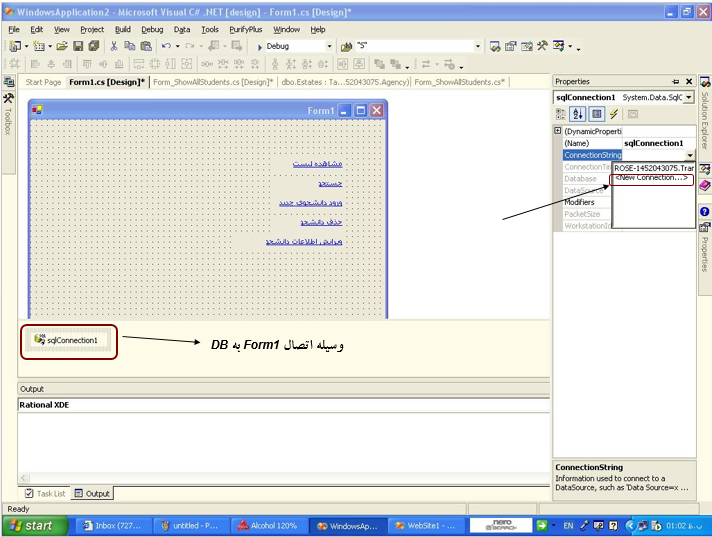 WindowsApplication2 - Microsoft Visual C# .NET [design] - Form1.cs [Design]*
File Edit View Project Build Debug Data Tools PurifyPlus Window Help
Debug "S"
Start Page Form1.cs [Design]* Form_ShowAllStudents.cs [Design]* dbo.Estates : Ta...52043075.Agency) Form_ShowAllStudents.cs*
Toolbox
Form1
مشاهده لیست
جستجو
ورود دانشجوی جدید
حذف دانشجو
ویرایش اطلاعات دانشجو
sqlConnection1
وسیله اتصال Form1 به DB
Properties
sqlConnection1 System.Data.SqlC
(DynamicProperti
(Name) sqlConnection1
ConnectionString
ConnectionTim
ROSE-1452043075.Trar
Database
<New Connection...>
DataSource
Modifiers
PacketSize
WorkstationId
Solution Explorer
Properties
Output
Rational XDE
Task List Output
ConnectionString
Information used to connect to a
DataSource, such as 'Data Source=x ...
Ready
start Inbox (727... untitled - P... Alcohol 120% WindowsAp... WebSite1 - ... nero SEARCH EN 01:02 ب.ظ